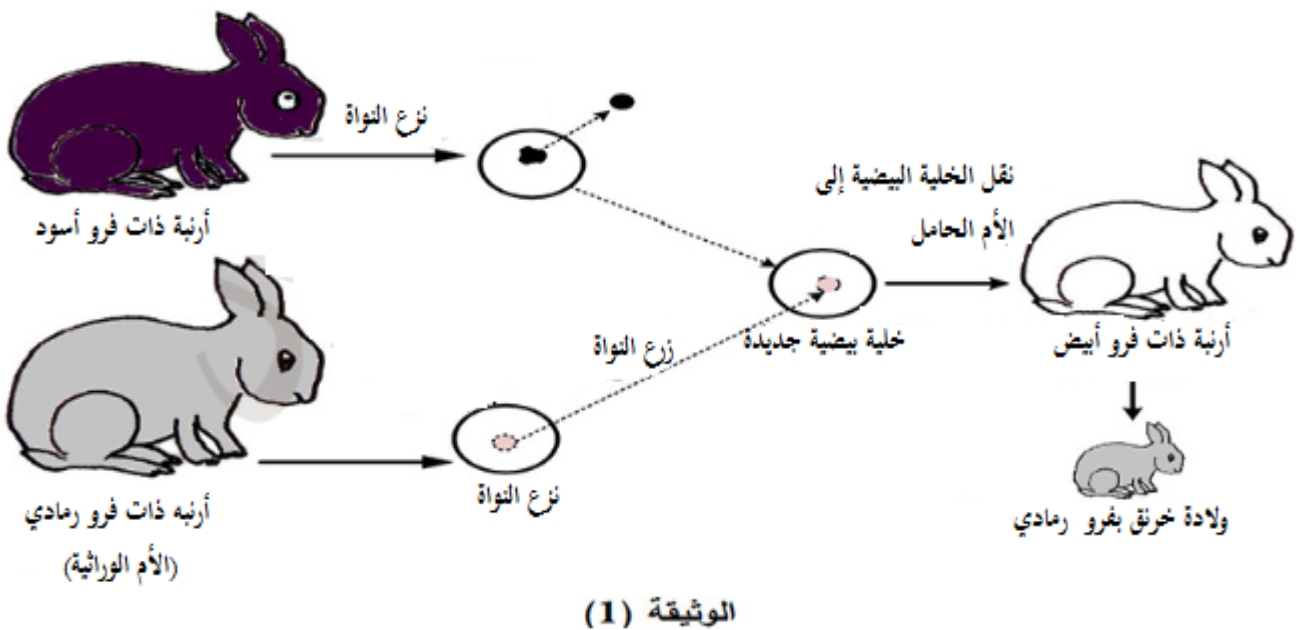 نزع النواة
أرنبة ذات فرو أسود
نقل الخلية البيضية إلى
الأم الحامل
زرع النواة
خلية بيضية جديدة
أرنبة ذات فرو أبيض
نزع النواة
أرنبه ذات فرو رمادي
(الأم الوراثية)
ولادة خرنق بفرو رمادي
الوثيقة (1)